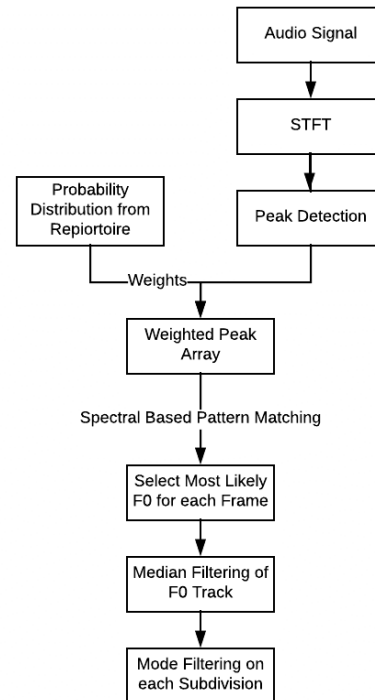 Audio Signal
STFT
Probability
Distribution from
Repiortoire
Peak Detection
Weights
Weighted Peak
Array
Spectral Based Pattern Matching
Select Most Likely
F0 for each Frame
Median Filtering of
F0 Track
Mode Filtering on
each Subdivision